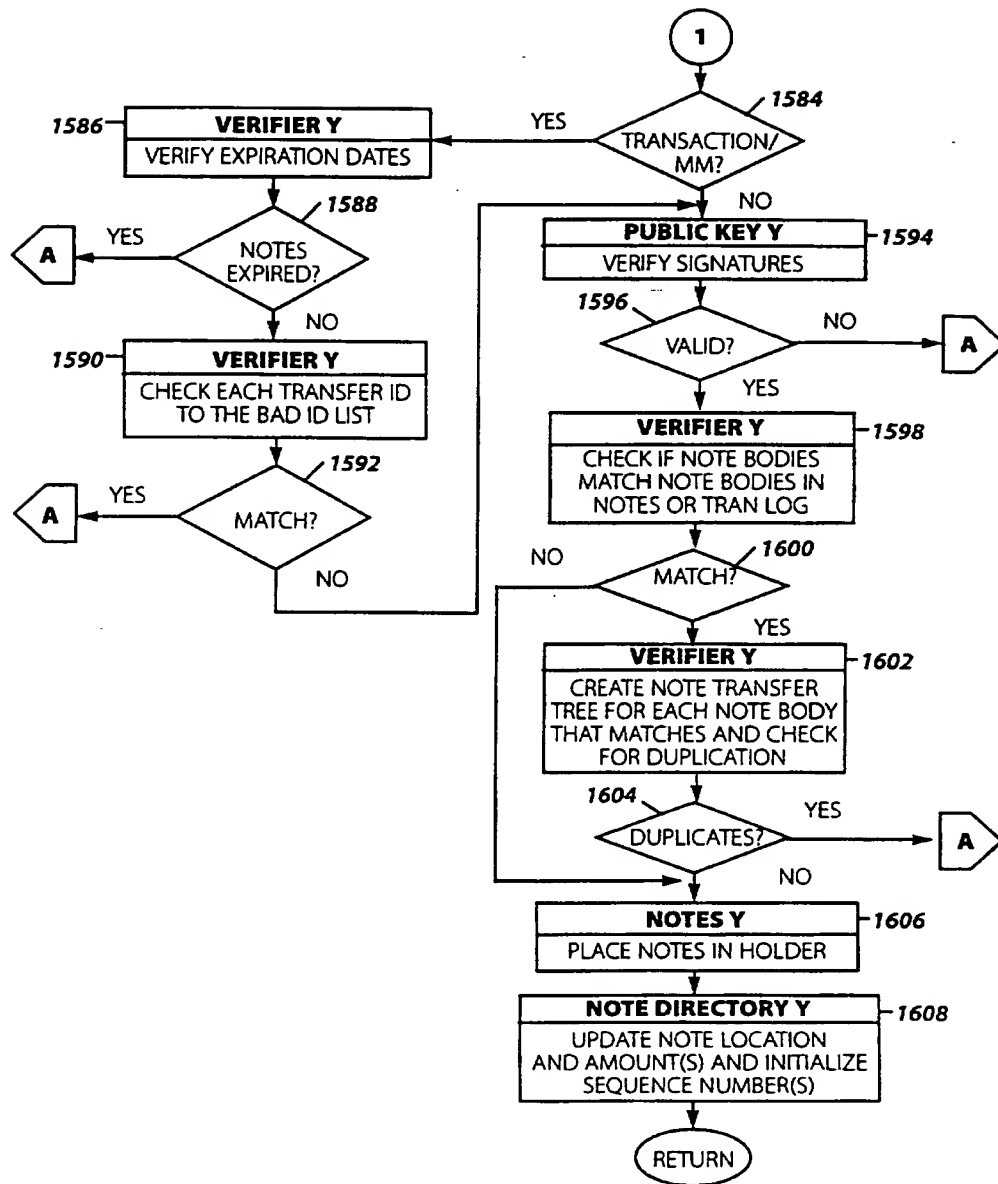 1
1584
TRANSACTION/
MM?
YES
NO
1586
VERIFIER Y
VERIFY EXPIRATION DATES
1588
NOTES
EXPIRED?
YES
A
NO
1590
VERIFIER Y
CHECK EACH TRANSFER ID
TO THE BAD ID LIST
1592
MATCH?
YES
A
NO
PUBLIC KEY Y
1594
VERIFY SIGNATURES
1596
VALID?
NO
A
YES
VERIFIER Y
1598
CHECK IF NOTE BODIES
MATCH NOTE BODIES IN
NOTES OR TRAN LOG
1600
MATCH?
NO
YES
VERIFIER Y
1602
CREATE NOTE TRANSFER
TREE FOR EACH NOTE BODY
THAT MATCHES AND CHECK
FOR DUPLICATION
1604
DUPLICATES?
YES
A
NO
NOTES Y
1606
PLACE NOTES IN HOLDER
NOTE DIRECTORY Y
1608
UPDATE NOTE LOCATION
AND AMOUNT(S) AND INITIALIZE
SEQUENCE NUMBER(S)
RETURN